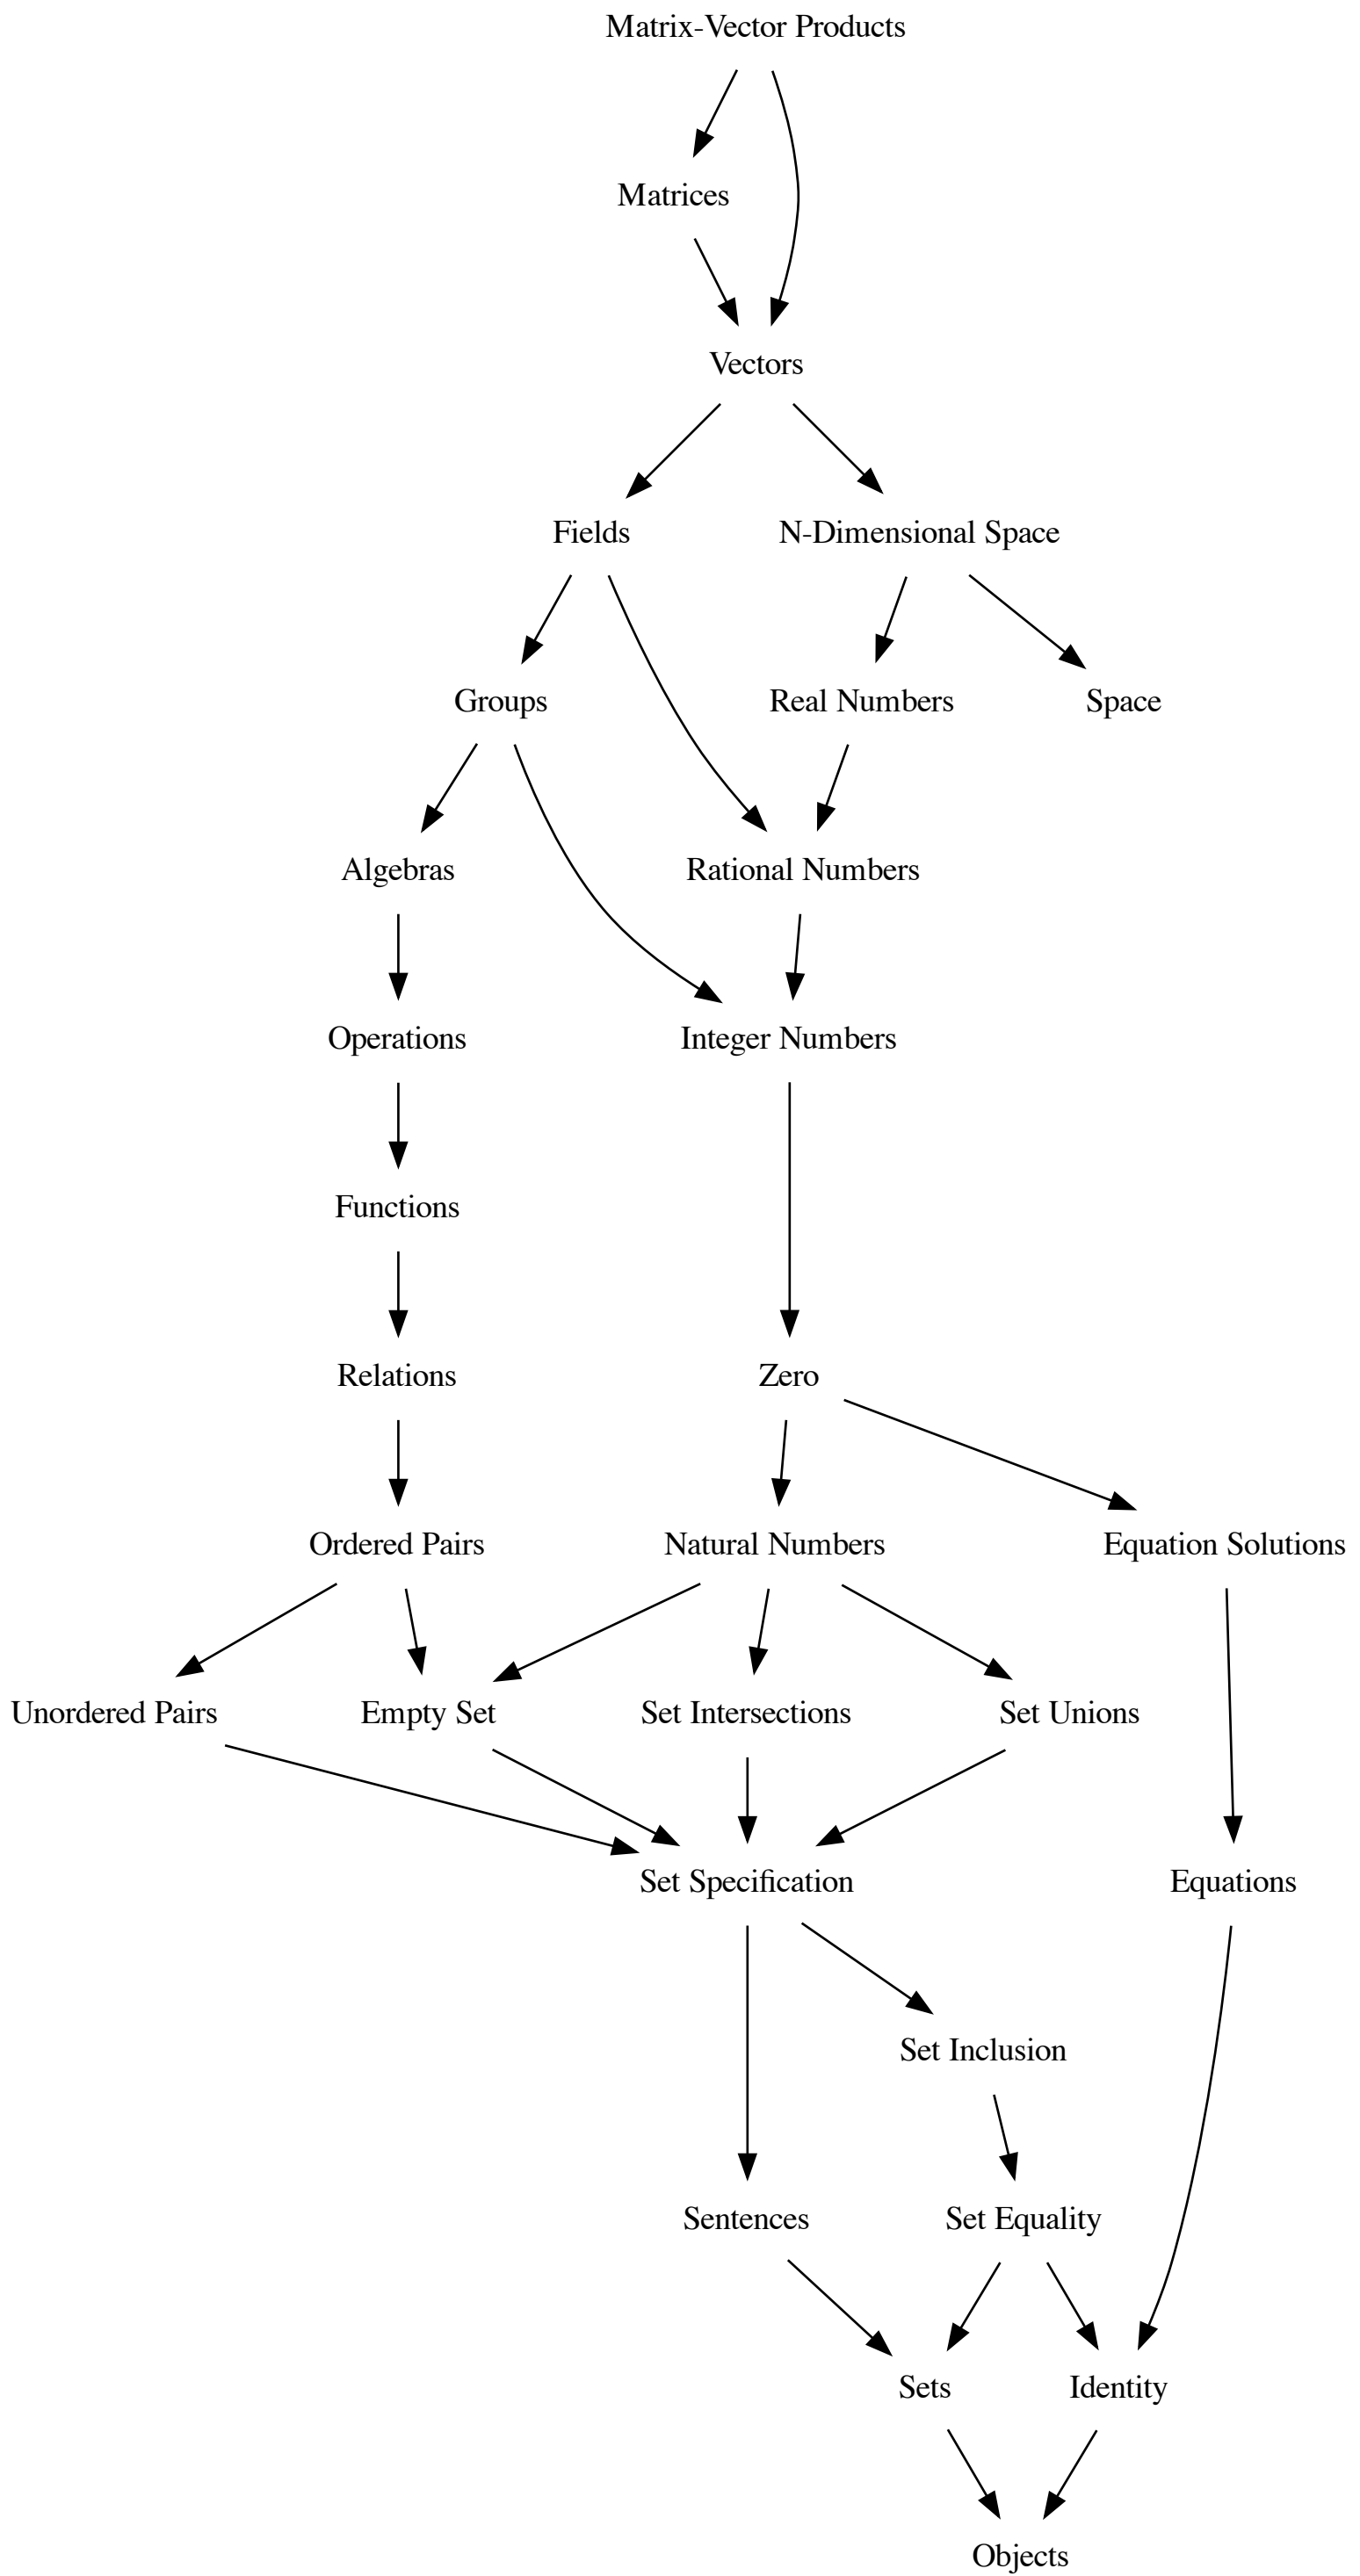 Matrix-Vector Products
Matrices
Vectors
Fields
N-Dimensional Space
Groups
Real Numbers
Space
Algebras
Rational Numbers
Operations
Integer Numbers
Functions
Relations
Zero
Ordered Pairs
Natural Numbers
Equation Solutions
Unordered Pairs
Empty Set
Set Intersections
Set Unions
Set Specification
Equations
Set Inclusion
Sentences
Set Equality
Sets
Identity
Objects